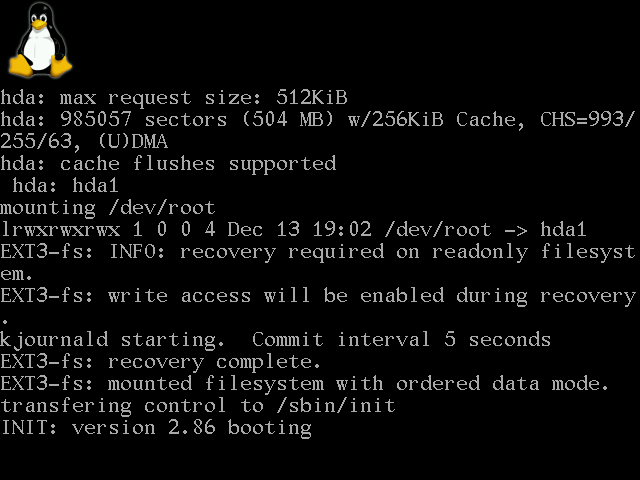 hda: max request size: 512KiB
hda: 985057 sectors (504 MB) w/256KiB Cache, CHS=993/
255/63, (U)DMA
hda: cache flushes supported
 hda: hda1
mounting /dev/root
lrwxrwxrwx 1 0 0 4 Dec 13 19:02 /dev/root -> hda1
EXT3-fs: INFO: recovery required on readonly filesyst
em.
EXT3-fs: write access will be enabled during recovery
.
kjournald starting.  Commit interval 5 seconds
EXT3-fs: recovery complete.
EXT3-fs: mounted filesystem with ordered data mode.
transfering control to /sbin/init
INIT: version 2.86 booting